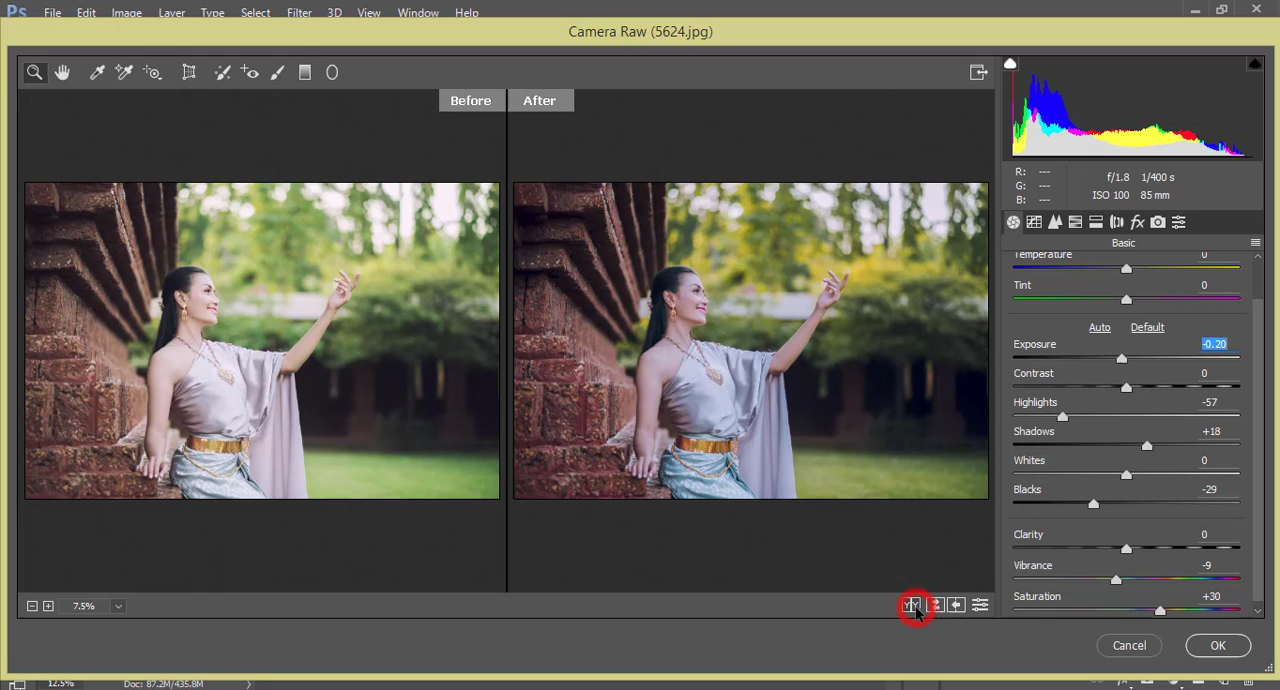 Ps File Edit Image Layer Type Select Filter 3D View Window Help
Camera Raw (5624.jpg)
Before After
R: ---
G: ---
B: ---
f/1.8 1/400 s
ISO 100 85 mm
fx
Basic
Temperature 0
Tint 0
Auto Default
Exposure -0.20
Contrast 0
Highlights -57
Shadows +18
Whites 0
Blacks -29
Clarity 0
Vibrance -9
Saturation +30
7.5% Y Y
Cancel OK
12.5% Doc: 87.2M/435.8M